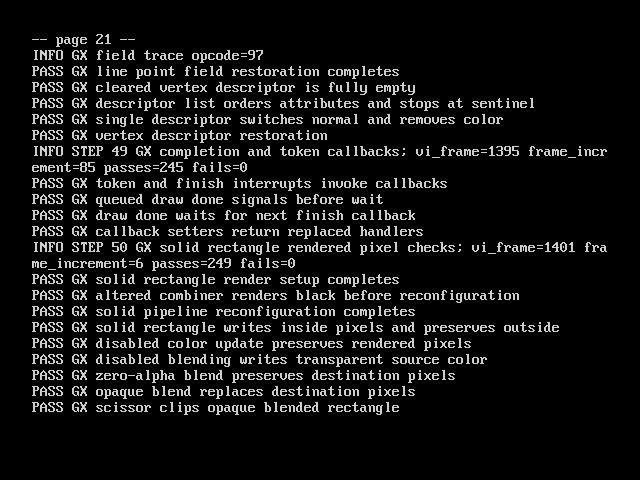 -- page 21 --
INFO GX field trace opcode=97
PASS GX line point field restoration completes
PASS GX cleared vertex descriptor is fully empty
PASS GX descriptor list orders attributes and stops at sentinel
PASS GX single descriptor switches normal and removes color
PASS GX vertex descriptor restoration
INFO STEP 49 GX completion and token callbacks; vi_frame=1395 frame_incr
ement=85 passes=245 fails=0
PASS GX token and finish interrupts invoke callbacks
PASS GX queued draw done signals before wait
PASS GX draw done waits for next finish callback
PASS GX callback setters return replaced handlers
INFO STEP 50 GX solid rectangle rendered pixel checks; vi_frame=1401 fra
me_increment=6 passes=249 fails=0
PASS GX solid rectangle render setup completes
PASS GX altered combiner renders black before reconfiguration
PASS GX solid pipeline reconfiguration completes
PASS GX solid rectangle writes inside pixels and preserves outside
PASS GX disabled color update preserves rendered pixels
PASS GX disabled blending writes transparent source color
PASS GX zero-alpha blend preserves destination pixels
PASS GX opaque blend replaces destination pixels
PASS GX scissor clips opaque blended rectangle